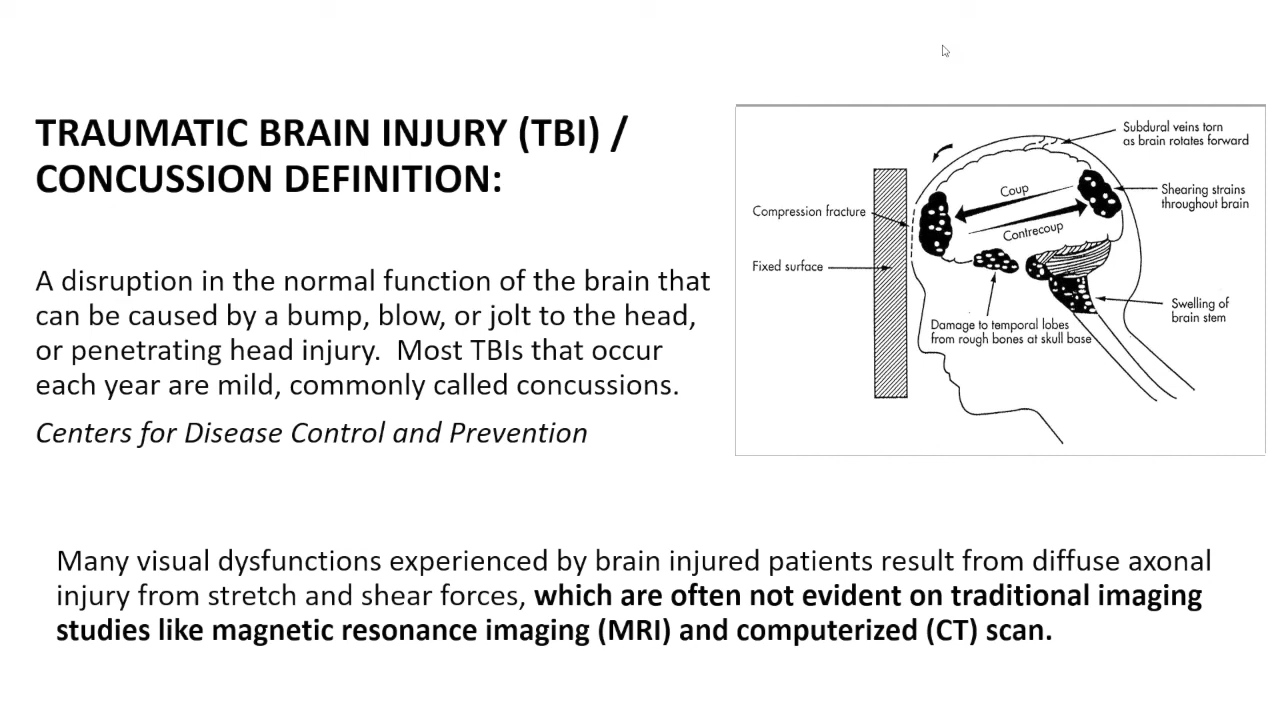 TRAUMATIC BRAIN INJURY (TBI) /
CONCUSSION DEFINITION:
A disruption in the normal function of the brain that
can be caused by a bump, blow, or jolt to the head,
or penetrating head injury.  Most TBIs that occur
each year are mild, commonly called concussions.
Centers for Disease Control and Prevention
Subdural veins torn
as brain rotates forward
Coup
Shearing strains
throughout brain
Compression fracture
Contrecoup
Fixed surface
Swelling of
brain stem
Damage to temporal lobes
from rough bones at skull base
Many visual dysfunctions experienced by brain injured patients result from diffuse axonal
injury from stretch and shear forces, which are often not evident on traditional imaging
studies like magnetic resonance imaging (MRI) and computerized (CT) scan.